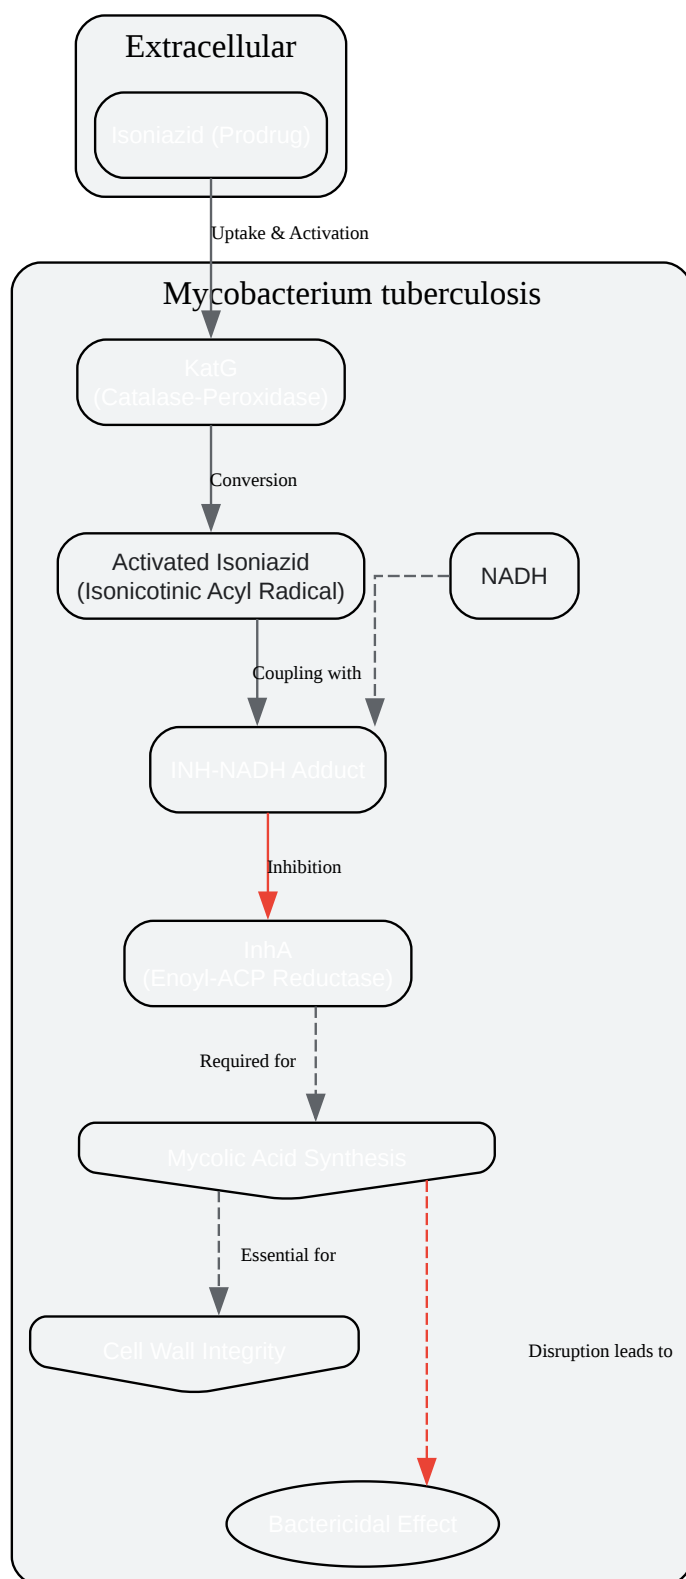 Extracellular
Isoniazid (Prodrug)
Uptake & Activation
Mycobacterium tuberculosis
KatG
(Catalase-Peroxidase)
Conversion
Activated Isoniazid
(Isonicotinic Acyl Radical)
NADH
Coupling with
INH-NADH Adduct
Inhibition
InhA
(Enoyl-ACP Reductase)
Required for
Mycolic Acid Synthesis
Essential for
Cell Wall Integrity
Disruption leads to
Bactericidal Effect